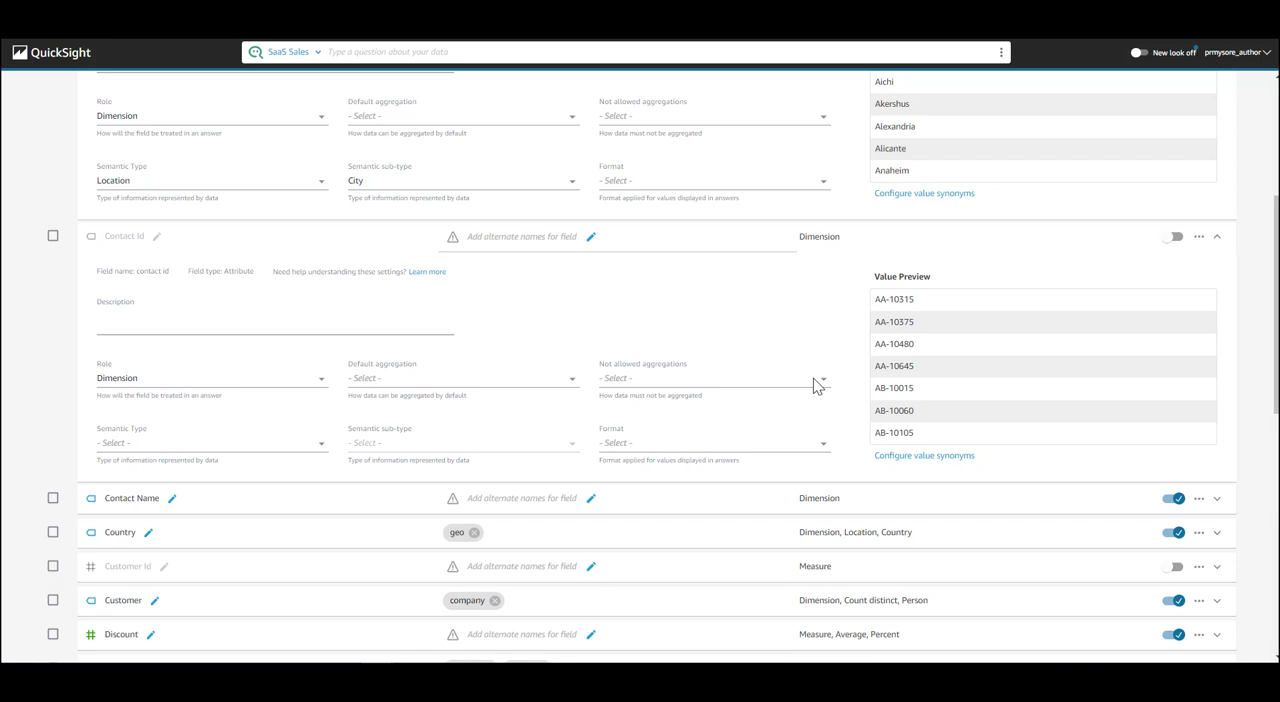 QuickSight
SaaS Sales
Type a question about your data
New look off
prmysore_author
Role
Default aggregation
Not allowed aggregations
Dimension
- Select -
- Select -
How will the field be treated in an answer
How data can be aggregated by default
How data must not be aggregated
Semantic Type
Semantic sub-type
Format
Location
City
- Select -
Type of information represented by data
Type of information represented by data
Format applied for values displayed in answers
Aichi
Akershus
Alexandria
Alicante
Anaheim
Configure value synonyms
Contact Id
Add alternate names for field
Dimension
Field name: contact id
Field type: Attribute
Need help understanding these settings? Learn more
Description
Role
Default aggregation
Not allowed aggregations
Dimension
- Select -
- Select -
How will the field be treated in an answer
How data can be aggregated by default
How data must not be aggregated
Semantic Type
Semantic sub-type
Format
- Select -
- Select -
- Select -
Type of information represented by data
Type of information represented by data
Format applied for values displayed in answers
Value Preview
AA-10315
AA-10375
AA-10480
AA-10645
AB-10015
AB-10060
AB-10105
Configure value synonyms
Contact Name
Add alternate names for field
Dimension
Country
geo
Dimension, Location, Country
Customer Id
Add alternate names for field
Measure
Customer
company
Dimension, Count distinct, Person
Discount
Add alternate names for field
Measure, Average, Percent